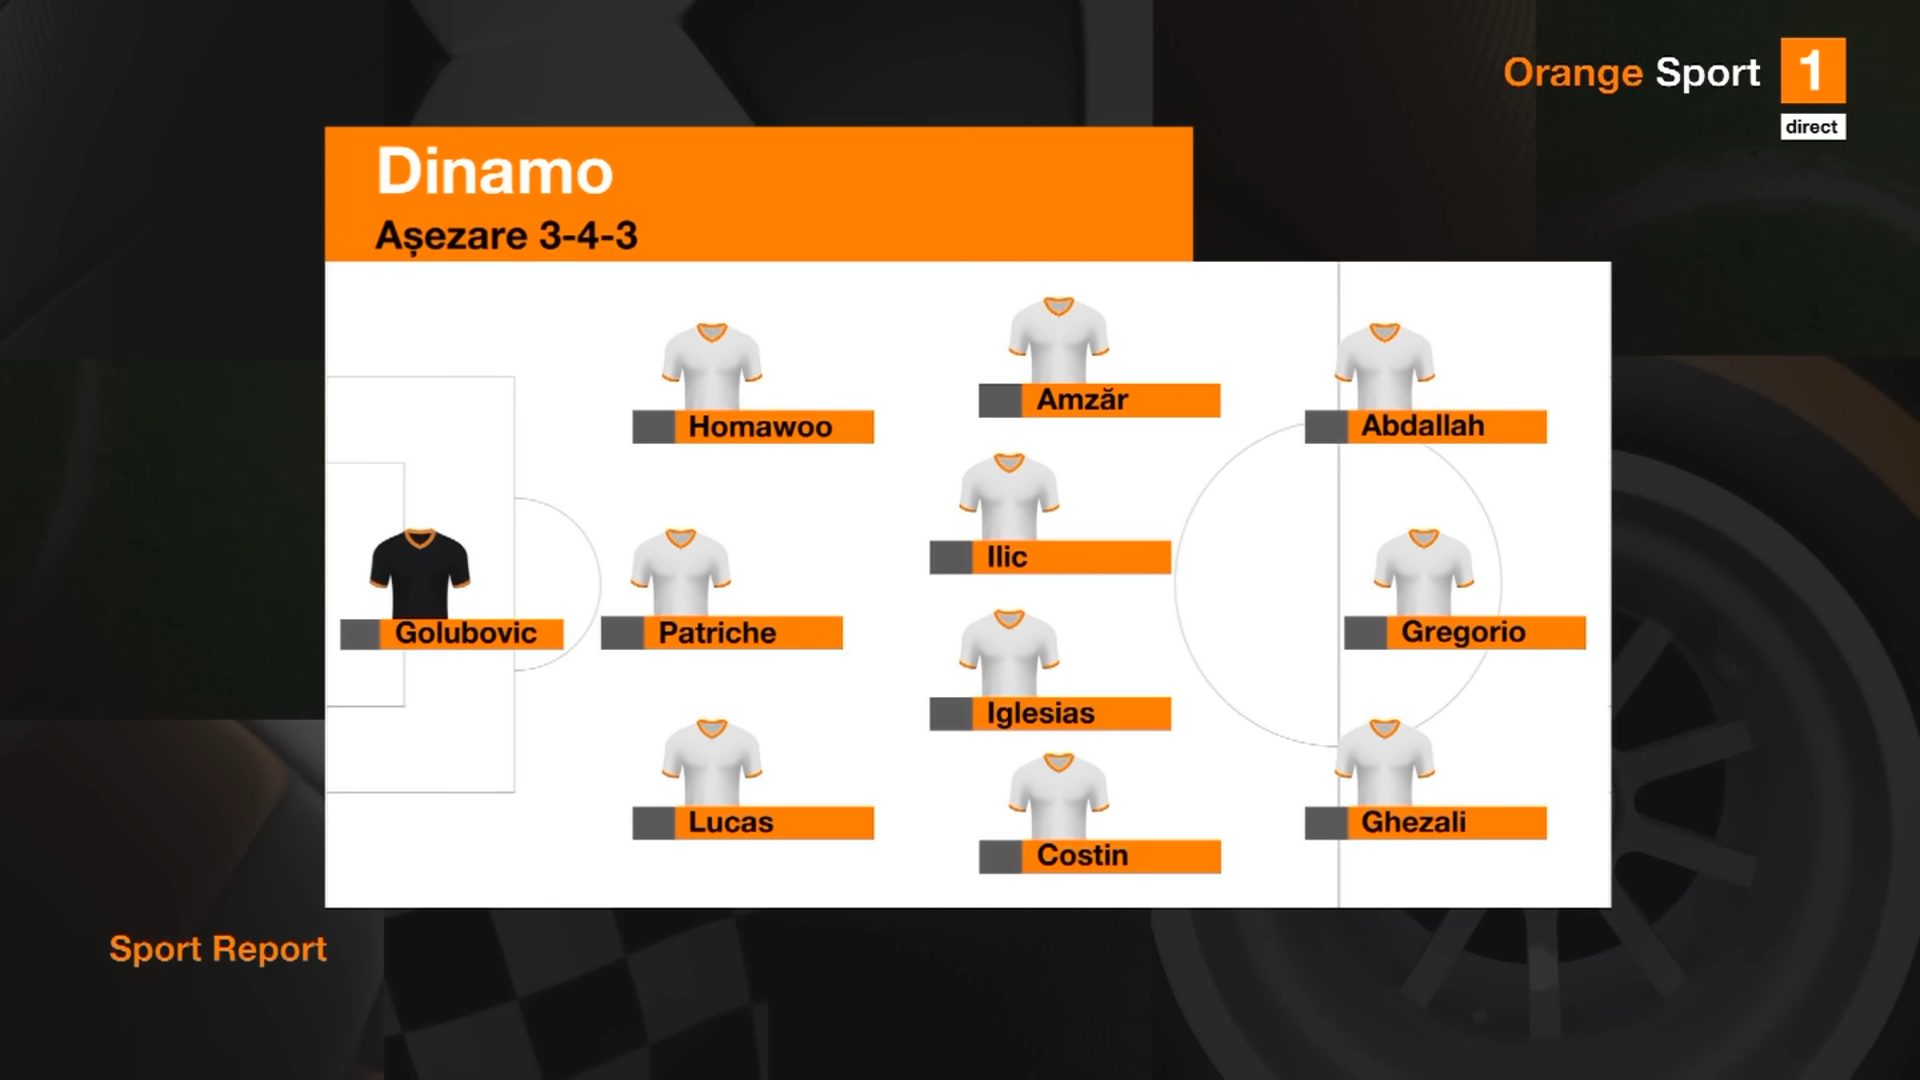 Orange Sport 1
direct
Dinamo
Așezare 3-4-3
Homawoo
Amzăr
Abdallah
Ilic
Golubovic
Patriche
Gregorio
Iglesias
Lucas
Costin
Ghezali
Sport Report